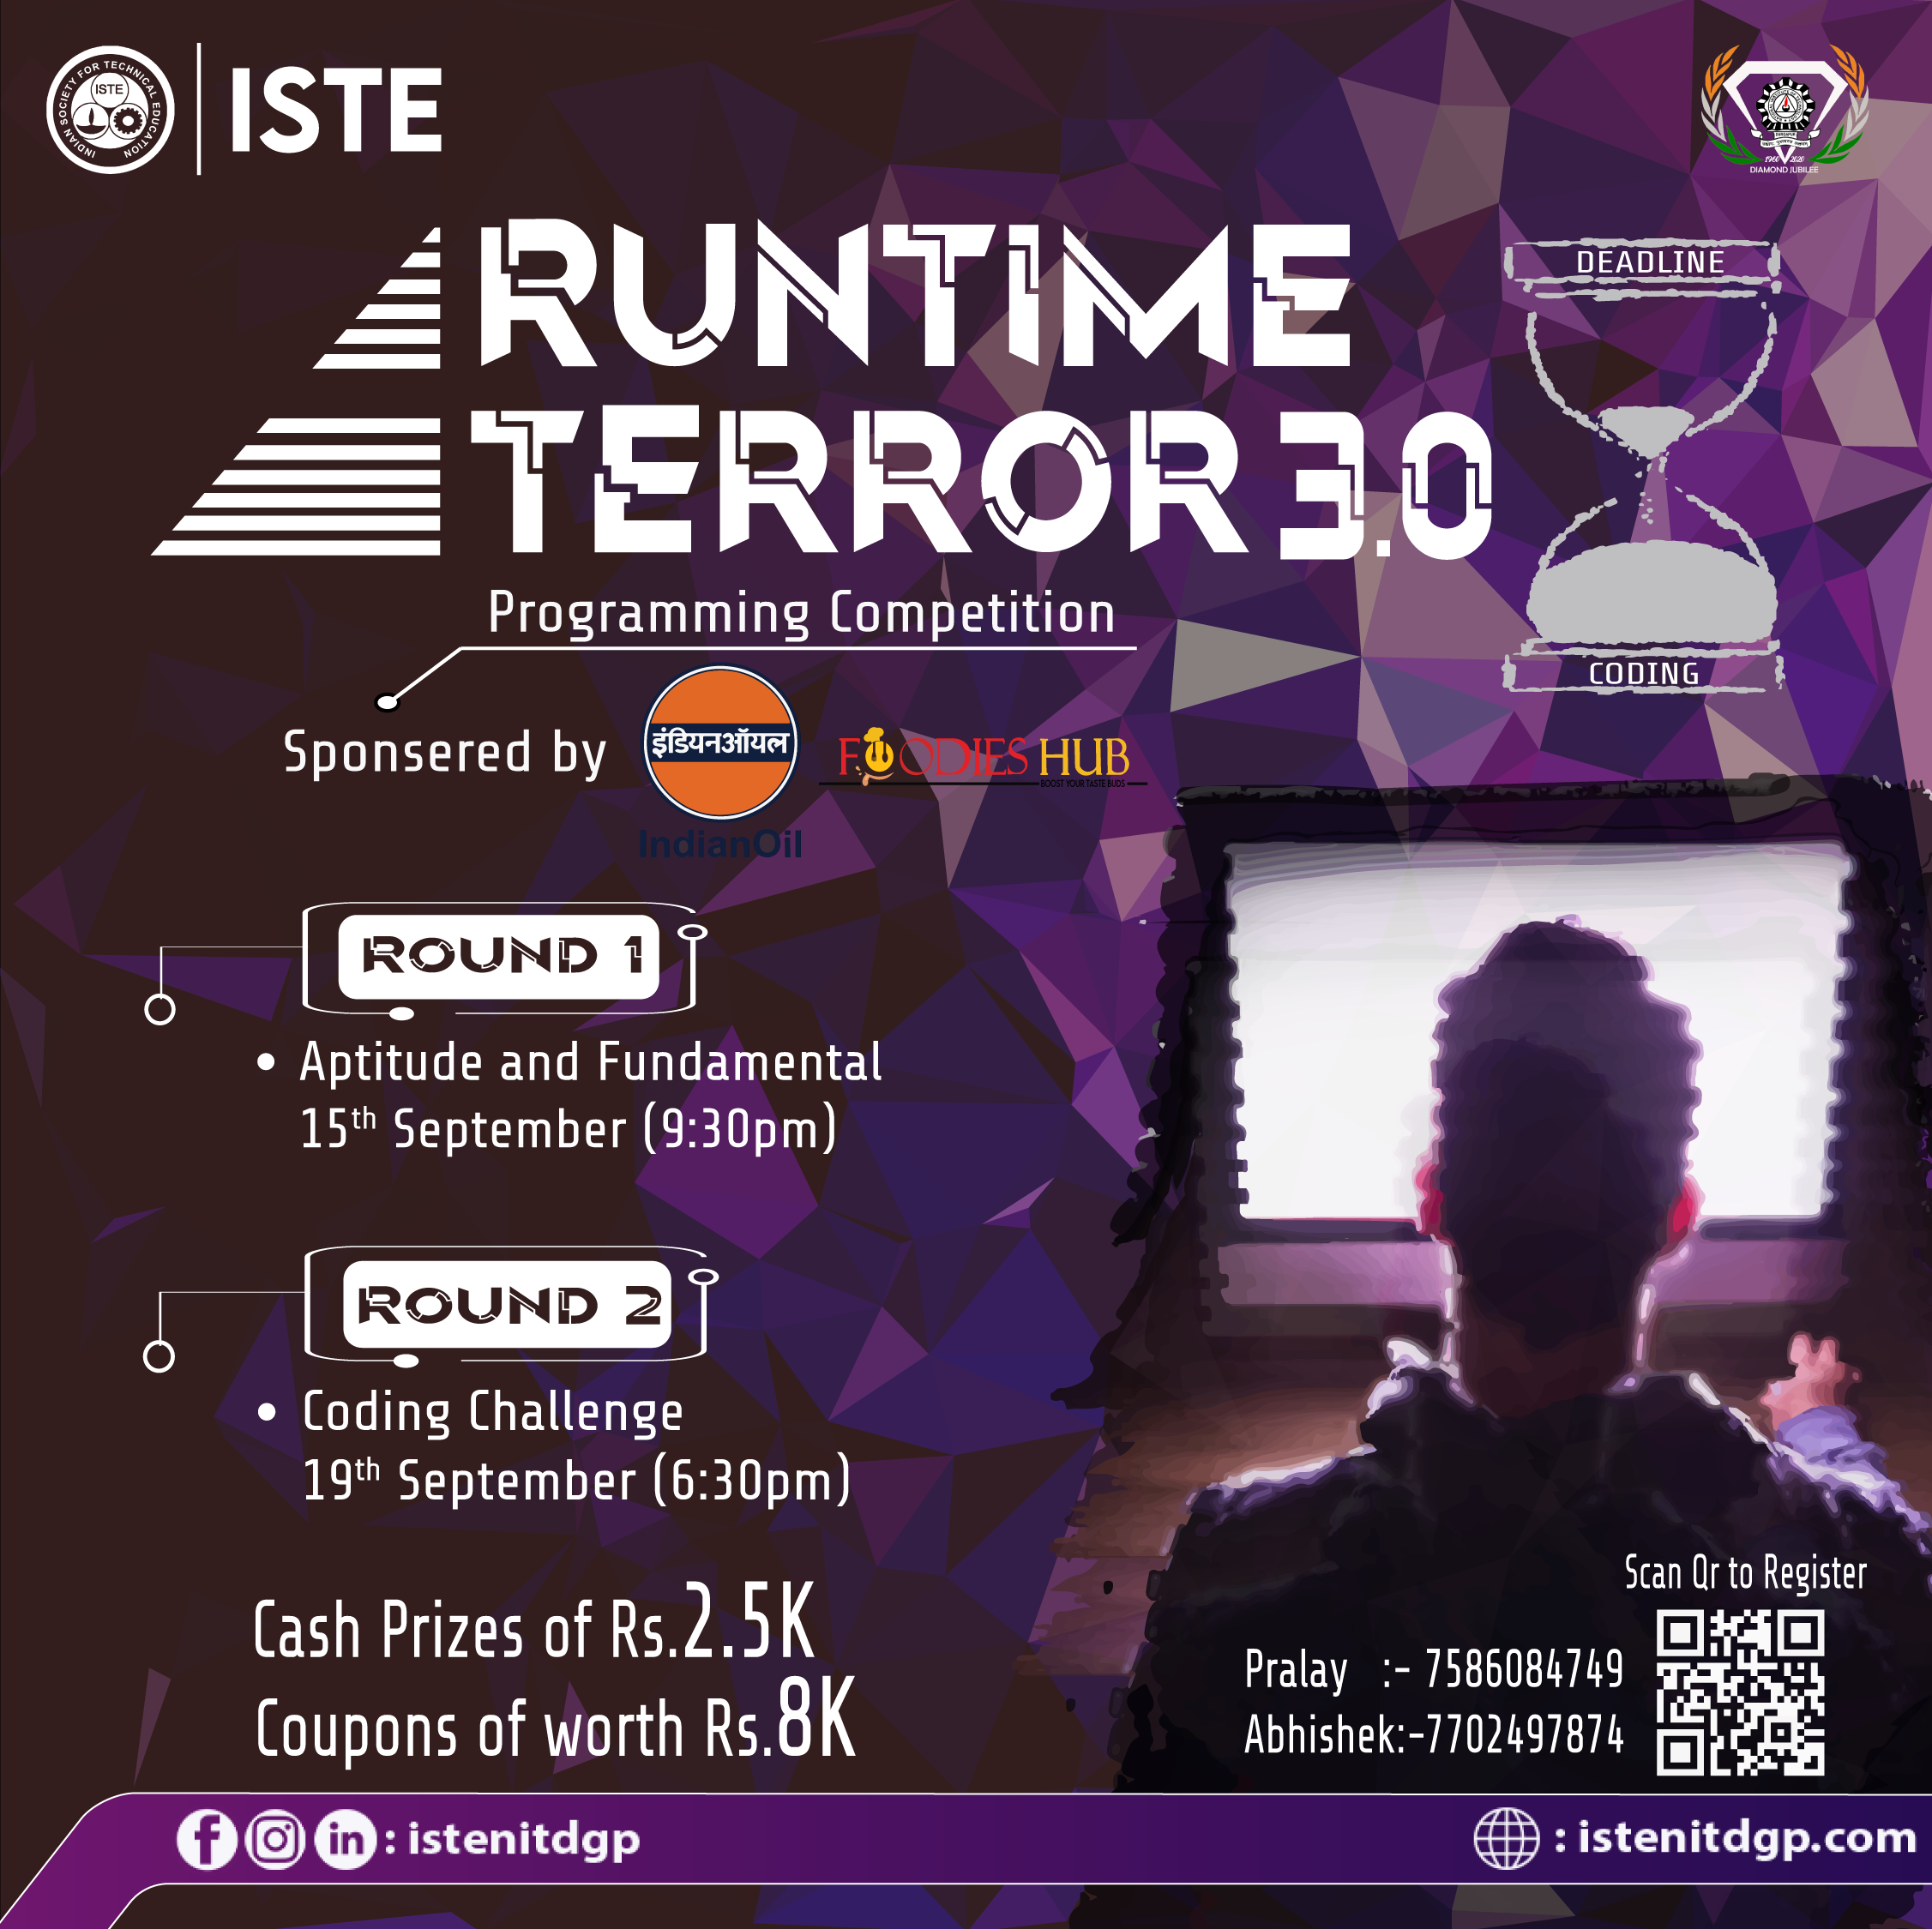 INDIAN SOCIETY FOR TECHNICAL EDUCATION
ISTE
ISTE
1960 2020
DIAMOND JUBILEE
RUNTIME
TERROR 3.0
DEADLINE
CODING
Programming Competition
Sponsered by
इंडियनऑयल
IndianOil
FOODIES HUB
BOOST YOUR TASTE BUDS
ROUND 1
• Aptitude and Fundamental
15th September (9:30pm)
ROUND 2
• Coding Challenge
19th September (6:30pm)
Cash Prizes of Rs.2.5K
Coupons of worth Rs.8K
Scan Qr to Register
Pralay :- 7586084749
Abhishek:-7702497874
: istenitdgp
: istenitdgp.com